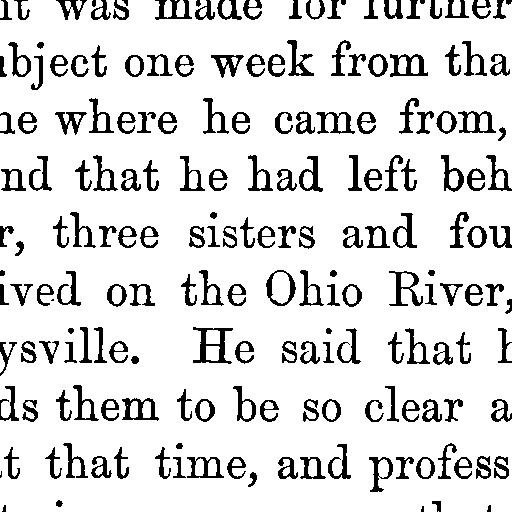 nt was made for further
ubject one week from tha
ne where he came from,
nd that he had left beh
r, three sisters and fou
ived on the Ohio River,
ysville. He said that h
ds them to be so clear a
t that time, and profess